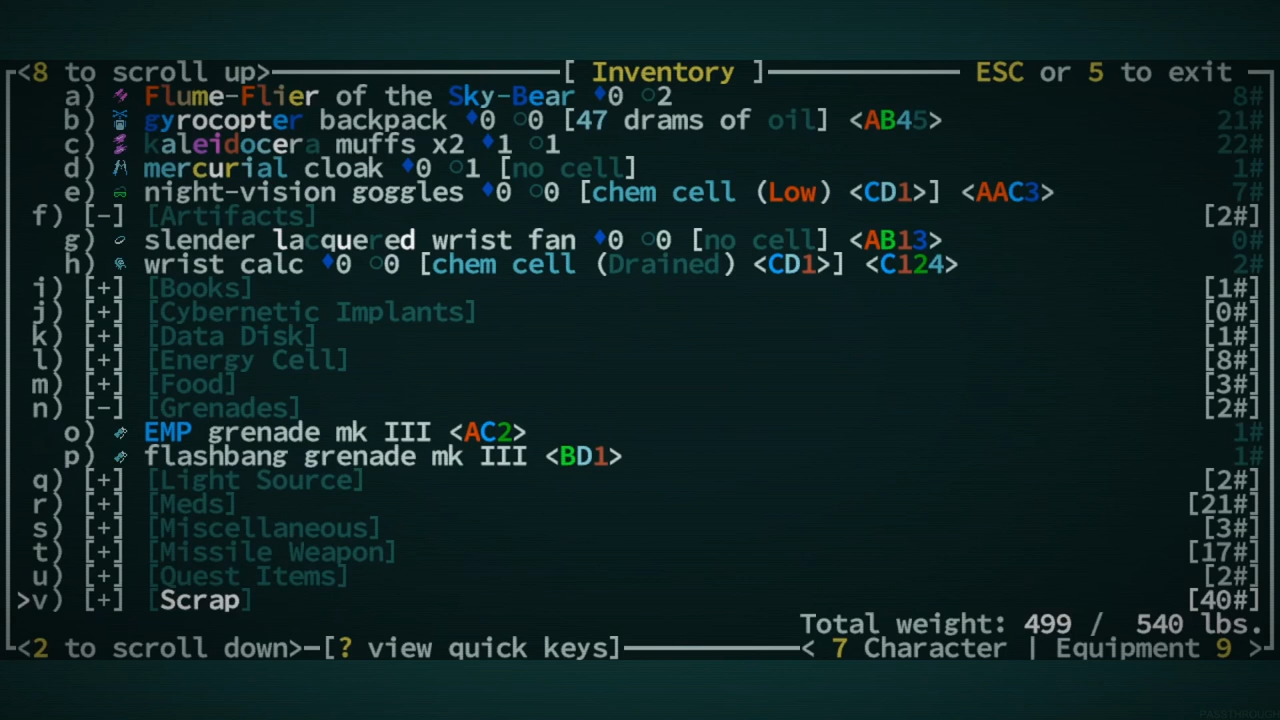 <8 to scroll up> [ Inventory ] ESC or 5 to exit
a) Flume-Flier of the Sky-Bear ♦0 ○2 8#
b) gyrocopter backpack ♦0 ○0 [47 drams of oil] <AB45> 21#
c) kaleidocera muffs x2 ♦1 ○1 22#
d) mercurial cloak ♦0 ○1 [no cell] 1#
e) night-vision goggles ♦0 ○0 [chem cell (Low) <CD1>] <AAC3> 7#
f) [-] [Artifacts] [2#]
g) slender lacquered wrist fan ♦0 ○0 [no cell] <AB13> 0#
h) wrist calc ♦0 ○0 [chem cell (Drained) <CD1>] <C124> 2#
i) [+] [Books] [1#]
j) [+] [Cybernetic Implants] [0#]
k) [+] [Data Disk] [1#]
l) [+] [Energy Cell] [8#]
m) [+] [Food] [3#]
n) [-] [Grenades] [2#]
o) EMP grenade mk III <AC2> 1#
p) flashbang grenade mk III <BD1> 1#
q) [+] [Light Source] [2#]
r) [+] [Meds] [21#]
s) [+] [Miscellaneous] [3#]
t) [+] [Missile Weapon] [17#]
u) [+] [Quest Items] [2#]
>v) [+] [Scrap] [40#]
Total weight: 499 / 540 lbs.
<2 to scroll down> [? view quick keys] < 7 Character | Equipment 9 >